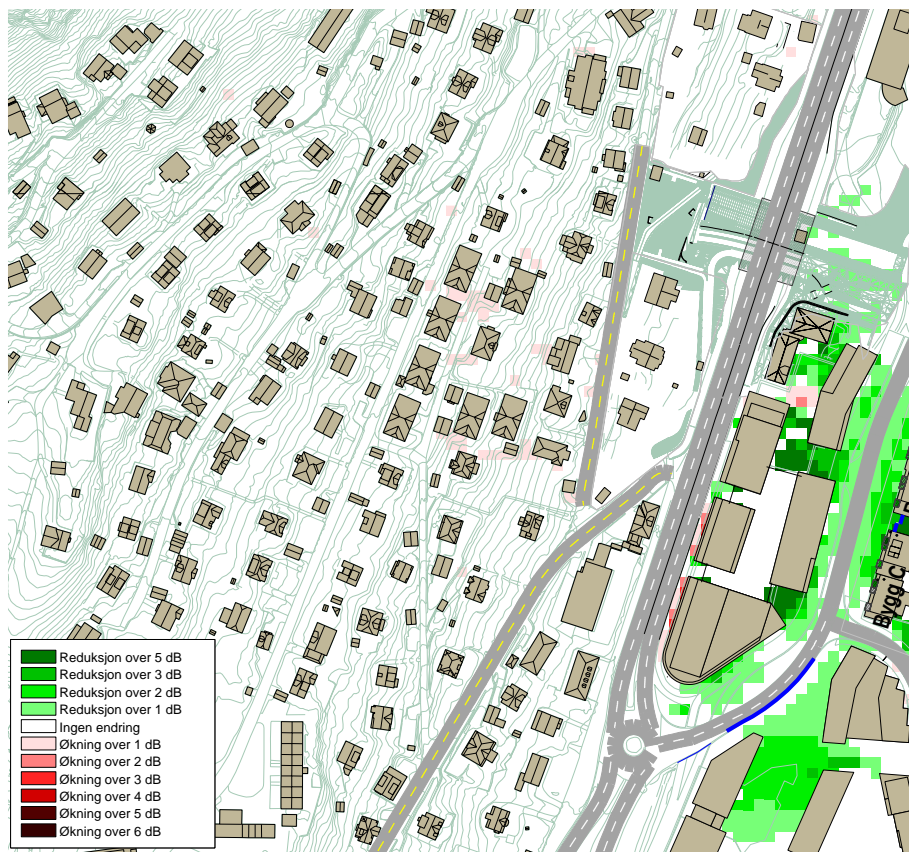 Bygg C
Reduksjon over 5 dB
Reduksjon over 3 dB
Reduksjon over 2 dB
Reduksjon over 1 dB
Ingen endring
Økning over 1 dB
Økning over 2 dB
Økning over 3 dB
Økning over 4 dB
Økning over 5 dB
Økning over 6 dB